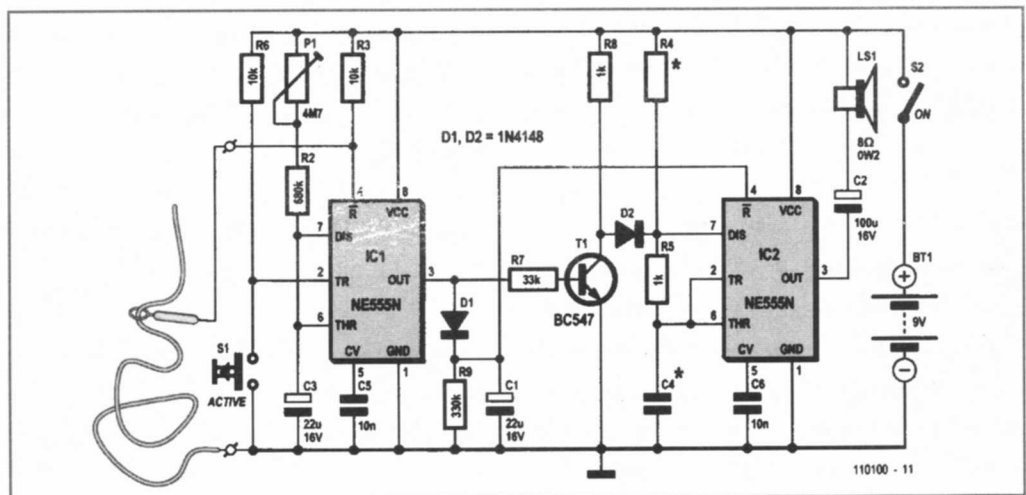 R6
10k
P1
4M7
R3
10k
R8
1k
R4
*
LS1
8Ω
0W2
S2
ON
D1, D2 = 1N4148
R2
680k
4
R
8
VCC
7
DIS
IC1
2
TR
OUT
3
NE555N
6
THR
CV
GND
5
1
R7
33k
T1
BC547
D2
D1
R5
1k
4
R
8
VCC
7
DIS
IC2
2
TR
OUT
3
NE555N
6
THR
CV
GND
5
1
C2
100u
16V
BT1
+
9V
−
S1
ACTIVE
C3
22u
16V
C5
10n
R9
330k
C1
22u
16V
C4
*
C6
10n
110100 - 11